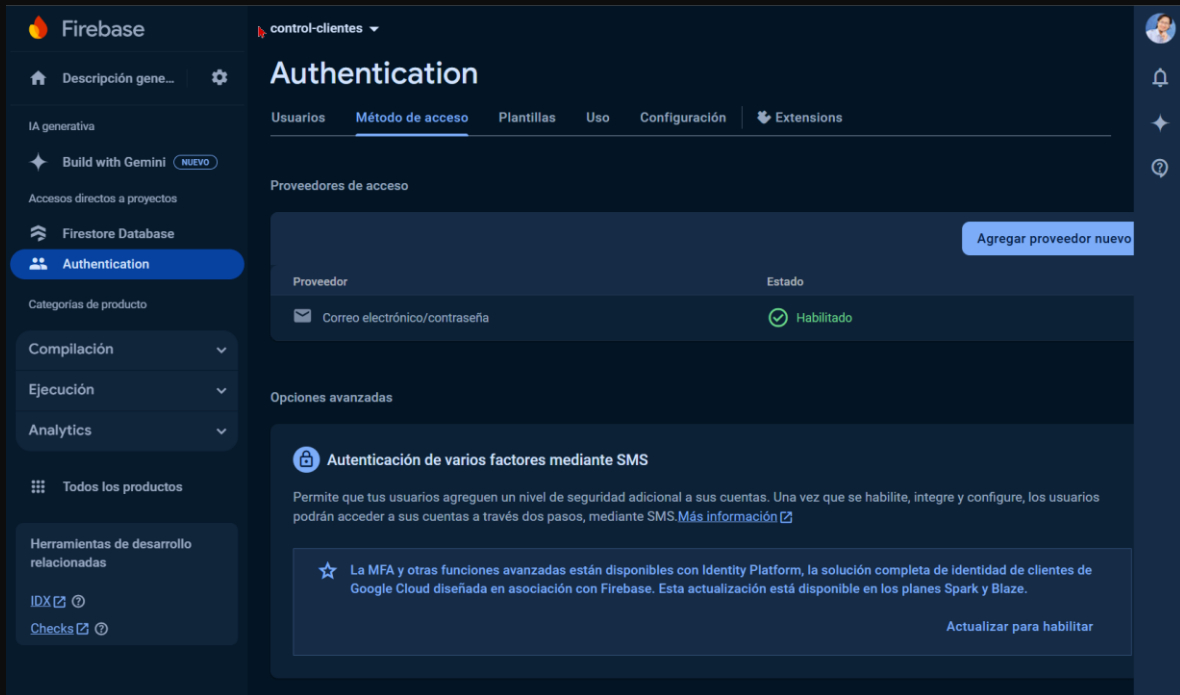 Firebase
Descripción gene...
IA generativa
Build with Gemini NUEVO
Accesos directos a proyectos
Firestore Database
Authentication
Categorías de producto
Compilación
Ejecución
Analytics
Todos los productos
Herramientas de desarrollo
relacionadas
IDX
Checks
control-clientes
Authentication
Usuarios Método de acceso Plantillas Uso Configuración Extensions
Proveedores de acceso
Agregar proveedor nuevo
Proveedor Estado
Correo electrónico/contraseña Habilitado
Opciones avanzadas
Autenticación de varios factores mediante SMS
Permite que tus usuarios agreguen un nivel de seguridad adicional a sus cuentas. Una vez que se habilite, integre y configure, los usuarios
podrán acceder a sus cuentas a través dos pasos, mediante SMS.Más información
La MFA y otras funciones avanzadas están disponibles con Identity Platform, la solución completa de identidad de clientes de
Google Cloud diseñada en asociación con Firebase. Esta actualización está disponible en los planes Spark y Blaze.
Actualizar para habilitar